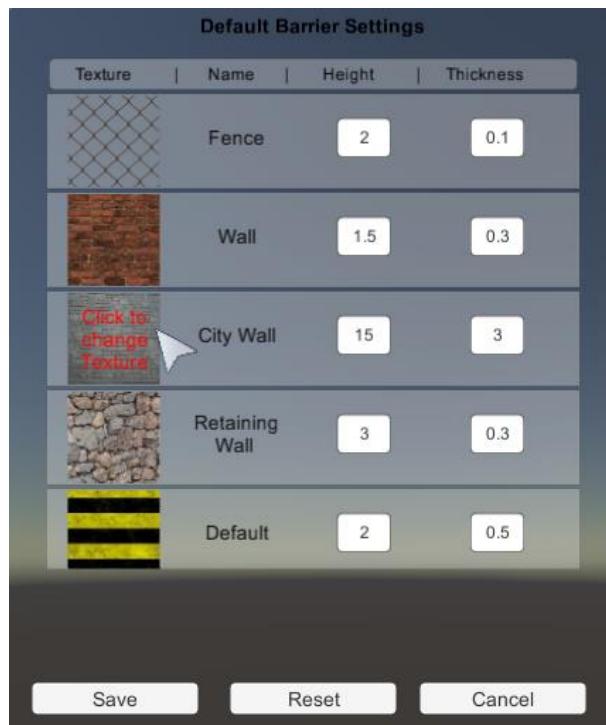 Default Barrier Settings
Texture | Name | Height | Thickness
Fence 2 0.1
Wall 1.5 0.3
Click to
change
Texture
City Wall 15 3
Retaining
Wall
3 0.3
Default 2 0.5
Save Reset Cancel